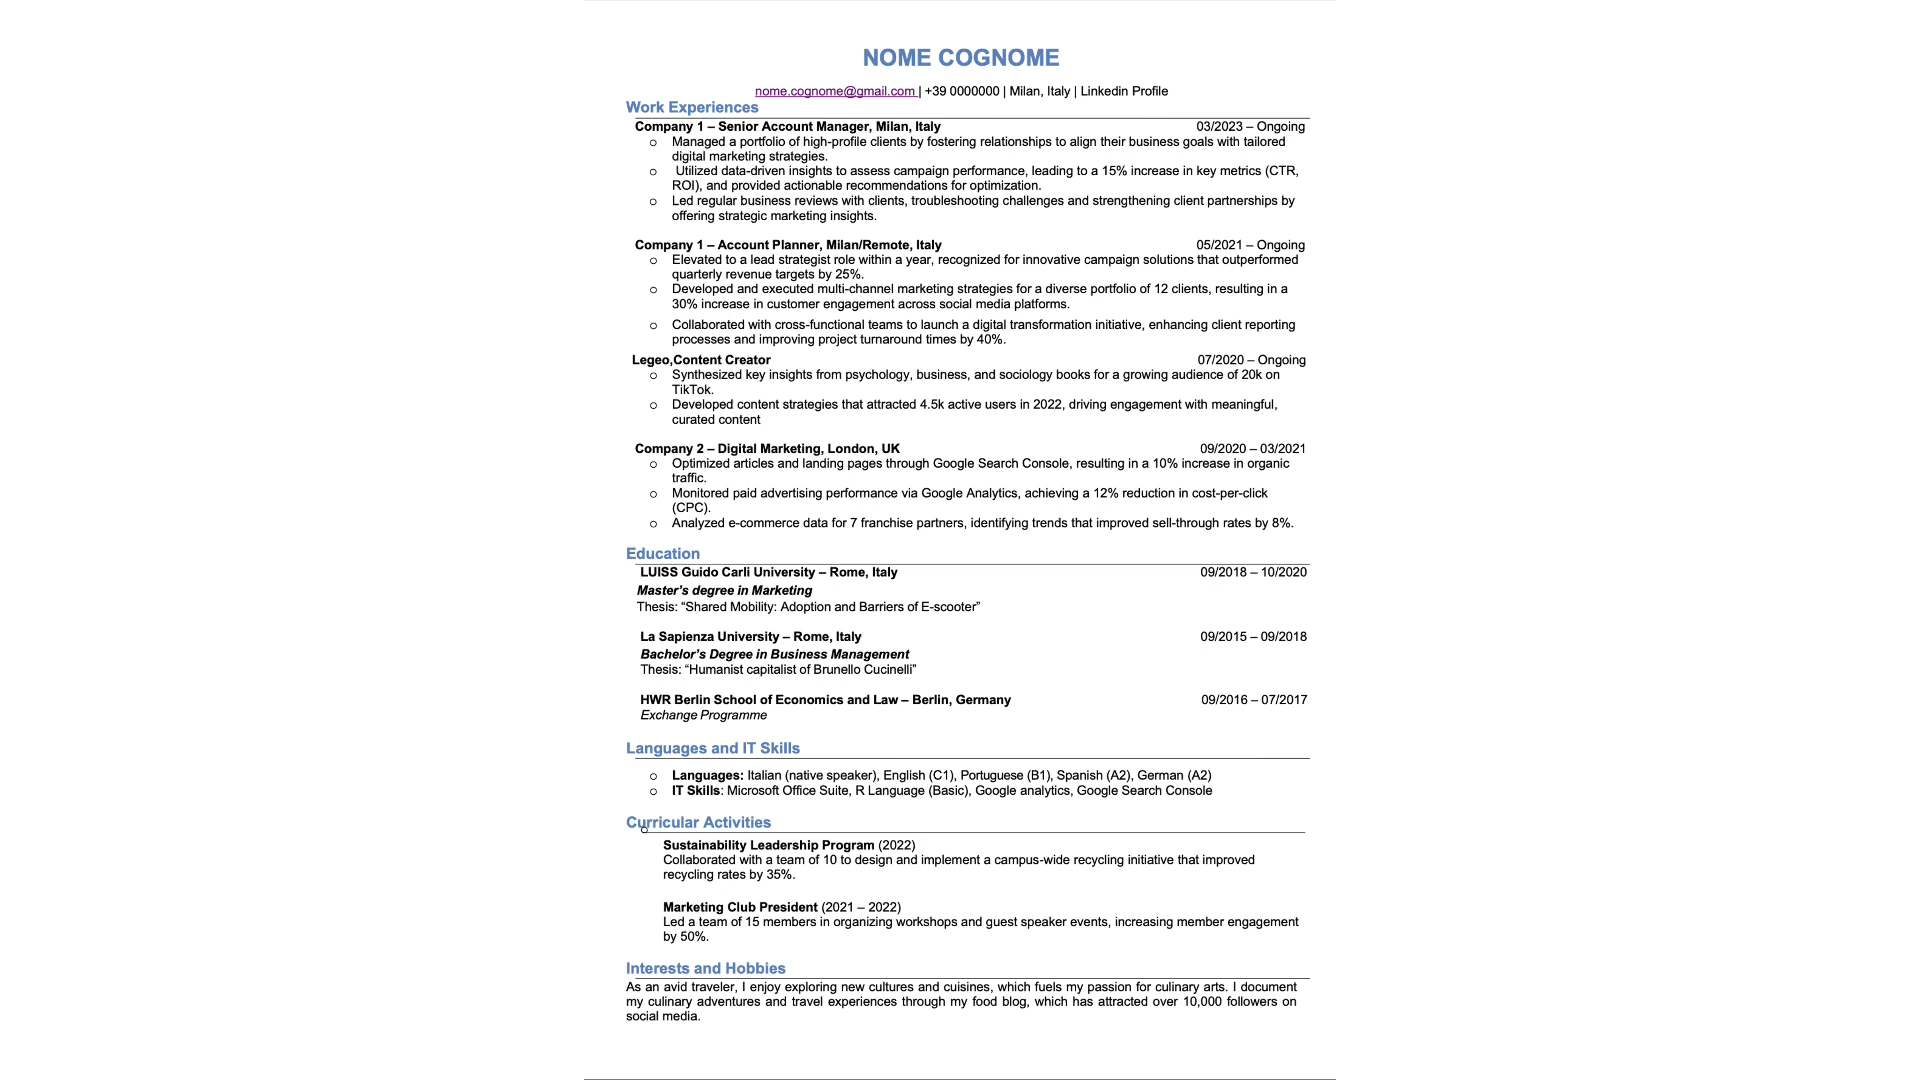 NOME COGNOME
nome.cognome@gmail.com | +39 0000000 | Milan, Italy | Linkedin Profile
Work Experiences
Company 1 – Senior Account Manager, Milan, Italy 03/2023 – Ongoing
o Managed a portfolio of high-profile clients by fostering relationships to align their business goals with tailored
digital marketing strategies.
o Utilized data-driven insights to assess campaign performance, leading to a 15% increase in key metrics (CTR,
ROI), and provided actionable recommendations for optimization.
o Led regular business reviews with clients, troubleshooting challenges and strengthening client partnerships by
offering strategic marketing insights.
Company 1 – Account Planner, Milan/Remote, Italy 05/2021 – Ongoing
o Elevated to a lead strategist role within a year, recognized for innovative campaign solutions that outperformed
quarterly revenue targets by 25%.
o Developed and executed multi-channel marketing strategies for a diverse portfolio of 12 clients, resulting in a
30% increase in customer engagement across social media platforms.
o Collaborated with cross-functional teams to launch a digital transformation initiative, enhancing client reporting
processes and improving project turnaround times by 40%.
Legeo,Content Creator 07/2020 – Ongoing
o Synthesized key insights from psychology, business, and sociology books for a growing audience of 20k on
TikTok.
o Developed content strategies that attracted 4.5k active users in 2022, driving engagement with meaningful,
curated content
Company 2 – Digital Marketing, London, UK 09/2020 – 03/2021
o Optimized articles and landing pages through Google Search Console, resulting in a 10% increase in organic
traffic.
o Monitored paid advertising performance via Google Analytics, achieving a 12% reduction in cost-per-click
(CPC).
o Analyzed e-commerce data for 7 franchise partners, identifying trends that improved sell-through rates by 8%.
Education
LUISS Guido Carli University – Rome, Italy 09/2018 – 10/2020
Master’s degree in Marketing
Thesis: “Shared Mobility: Adoption and Barriers of E-scooter”
La Sapienza University – Rome, Italy 09/2015 – 09/2018
Bachelor’s Degree in Business Management
Thesis: “Humanist capitalist of Brunello Cucinelli”
HWR Berlin School of Economics and Law – Berlin, Germany 09/2016 – 07/2017
Exchange Programme
Languages and IT Skills
o Languages: Italian (native speaker), English (C1), Portuguese (B1), Spanish (A2), German (A2)
o IT Skills: Microsoft Office Suite, R Language (Basic), Google analytics, Google Search Console
Curricular Activities
o
Sustainability Leadership Program (2022)
Collaborated with a team of 10 to design and implement a campus-wide recycling initiative that improved
recycling rates by 35%.
Marketing Club President (2021 – 2022)
Led a team of 15 members in organizing workshops and guest speaker events, increasing member engagement
by 50%.
Interests and Hobbies
As an avid traveler, I enjoy exploring new cultures and cuisines, which fuels my passion for culinary arts. I document
my culinary adventures and travel experiences through my food blog, which has attracted over 10,000 followers on
social media.